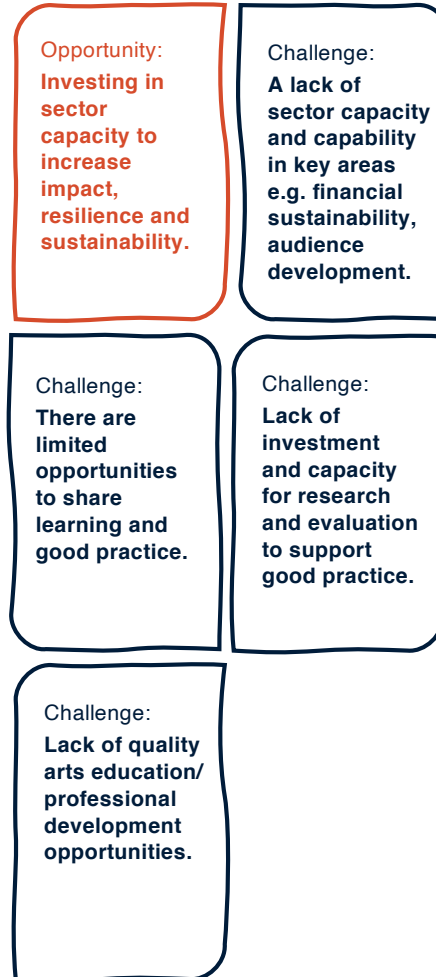 Opportunity:
Investing in
sector
capacity to
increase
impact,
resilience and
sustainability.
Challenge:
A lack of
sector capacity
and capability
in key areas
e.g. financial
sustainability,
audience
development.
Challenge:
There are
limited
opportunities
to share
learning and
good practice.
Challenge:
Lack of
investment
and capacity
for research
and evaluation
to support
good practice.
Challenge:
Lack of quality
arts education/
professional
development
opportunities.